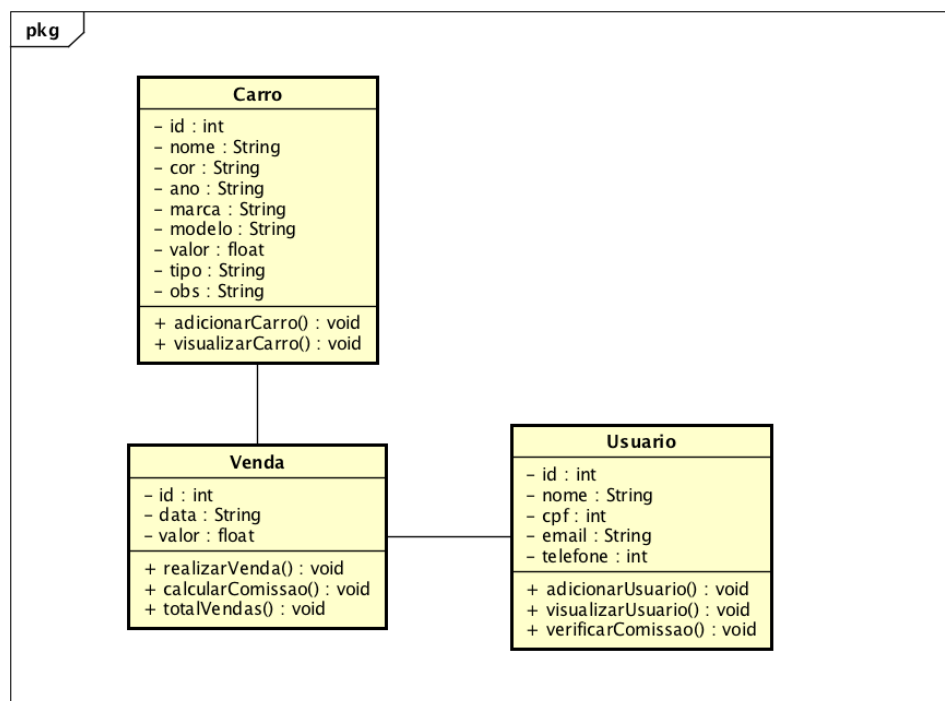 pkg
Carro
- id : int
- nome : String
- cor : String
- ano : String
- marca : String
- modelo : String
- valor : float
- tipo : String
- obs : String
+ adicionarCarro() : void
+ visualizarCarro() : void
Venda
- id : int
- data : String
- valor : float
+ realizarVenda() : void
+ calcularComissao() : void
+ totalVendas() : void
Usuario
- id : int
- nome : String
- cpf : int
- email : String
- telefone : int
+ adicionarUsuario() : void
+ visualizarUsuario() : void
+ verificarComissao() : void